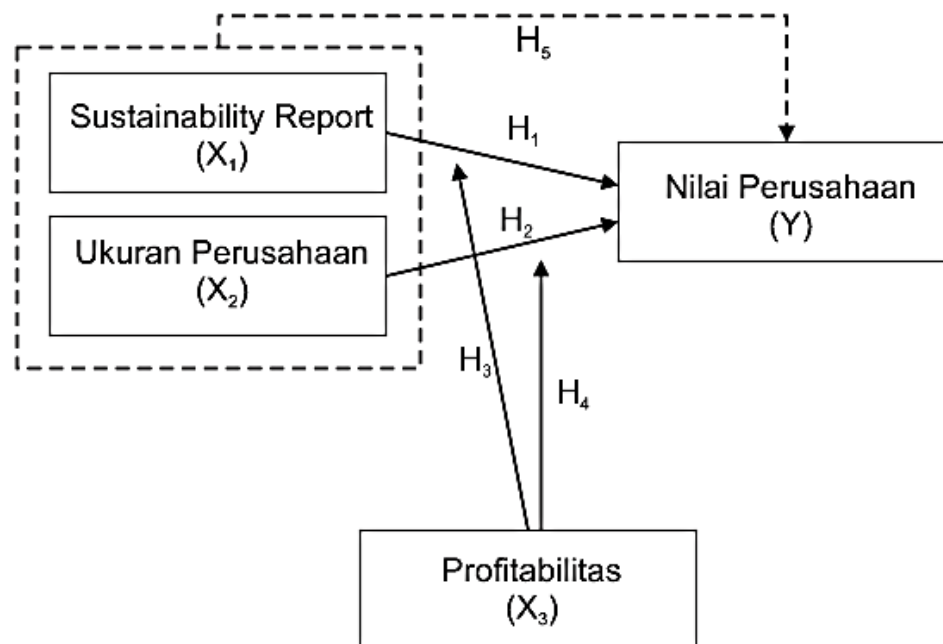 H₅
Sustainability Report
(X₁)
H₁
Nilai Perusahaan
(Y)
Ukuran Perusahaan
(X₂)
H₂
H₃
H₄
Profitabilitas
(X₃)